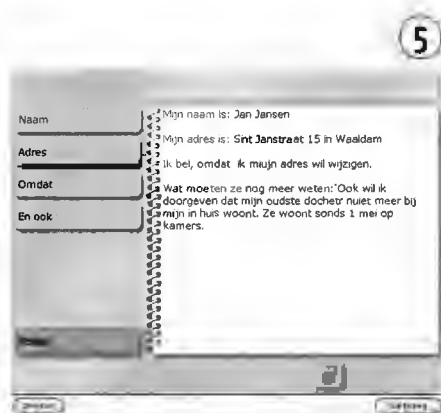 5
Naam
Adres
Omdat
En ook
Mijn naam is: Jan Jansen
Mijn adres is: Sint Janstraat 15 in Waaldam
Ik bel, omdat ik miujn adres wil wijzigen.
Wat moeten ze nog meer weten: Ook wil ik
doorgeven dat mijn oudste dochetr nuiet meer bij
mijn in huis woont. Ze woont sonds 1 mei op
kamers.